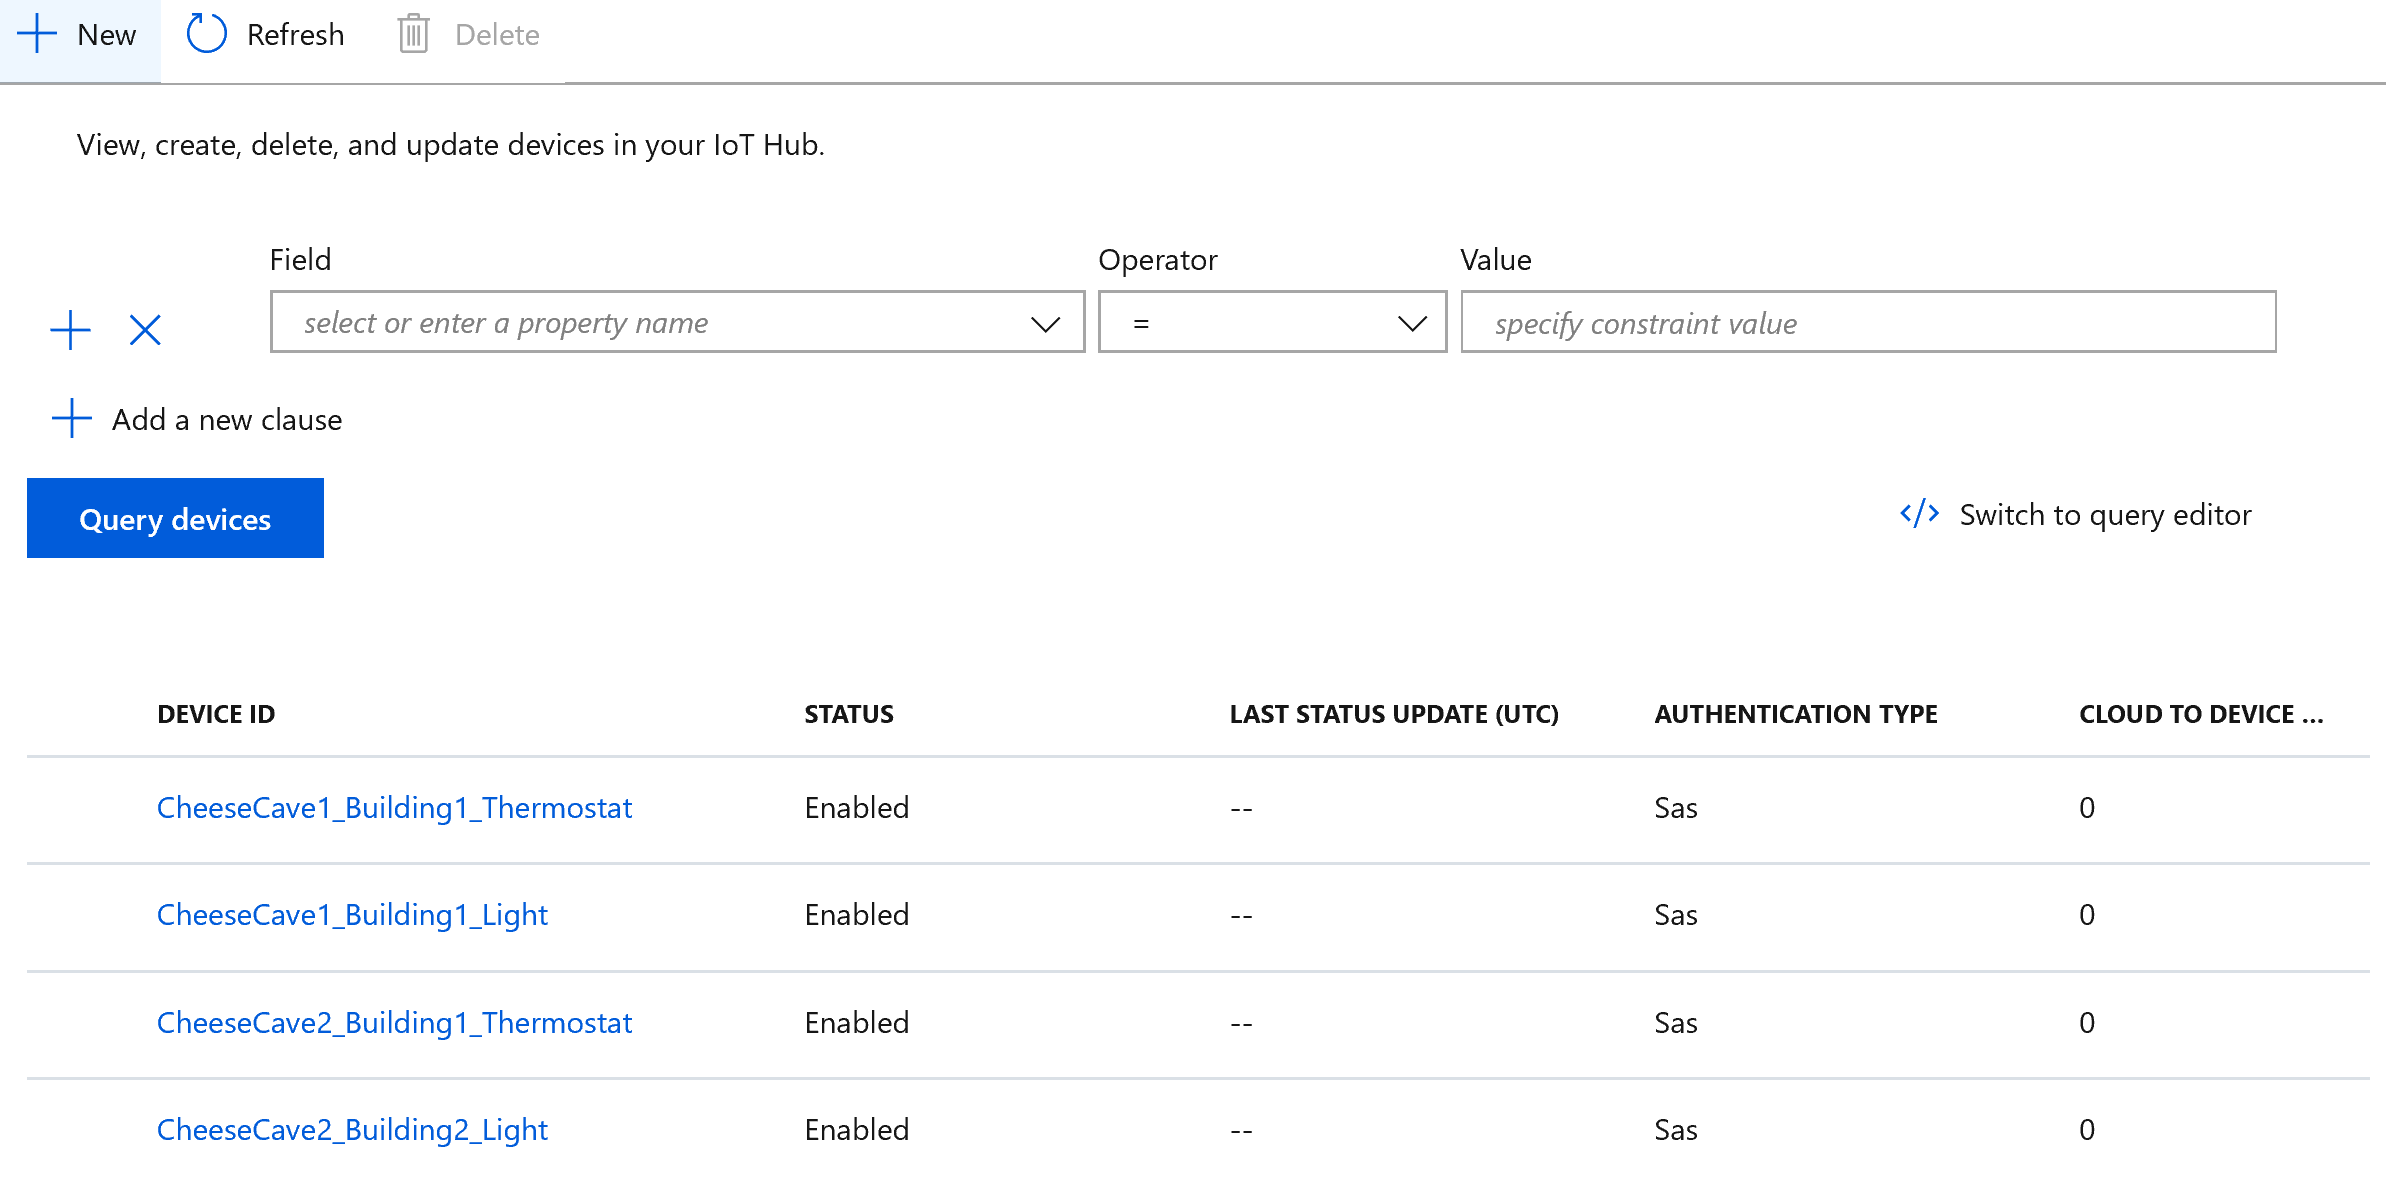 New Refresh Delete
View, create, delete, and update devices in your IoT Hub.
Field Operator Value
select or enter a property name = specify constraint value
Add a new clause
Query devices </> Switch to query editor
DEVICE ID STATUS LAST STATUS UPDATE (UTC) AUTHENTICATION TYPE CLOUD TO DEVICE ...
CheeseCave1_Building1_Thermostat Enabled -- Sas 0
CheeseCave1_Building1_Light Enabled -- Sas 0
CheeseCave2_Building1_Thermostat Enabled -- Sas 0
CheeseCave2_Building2_Light Enabled -- Sas 0